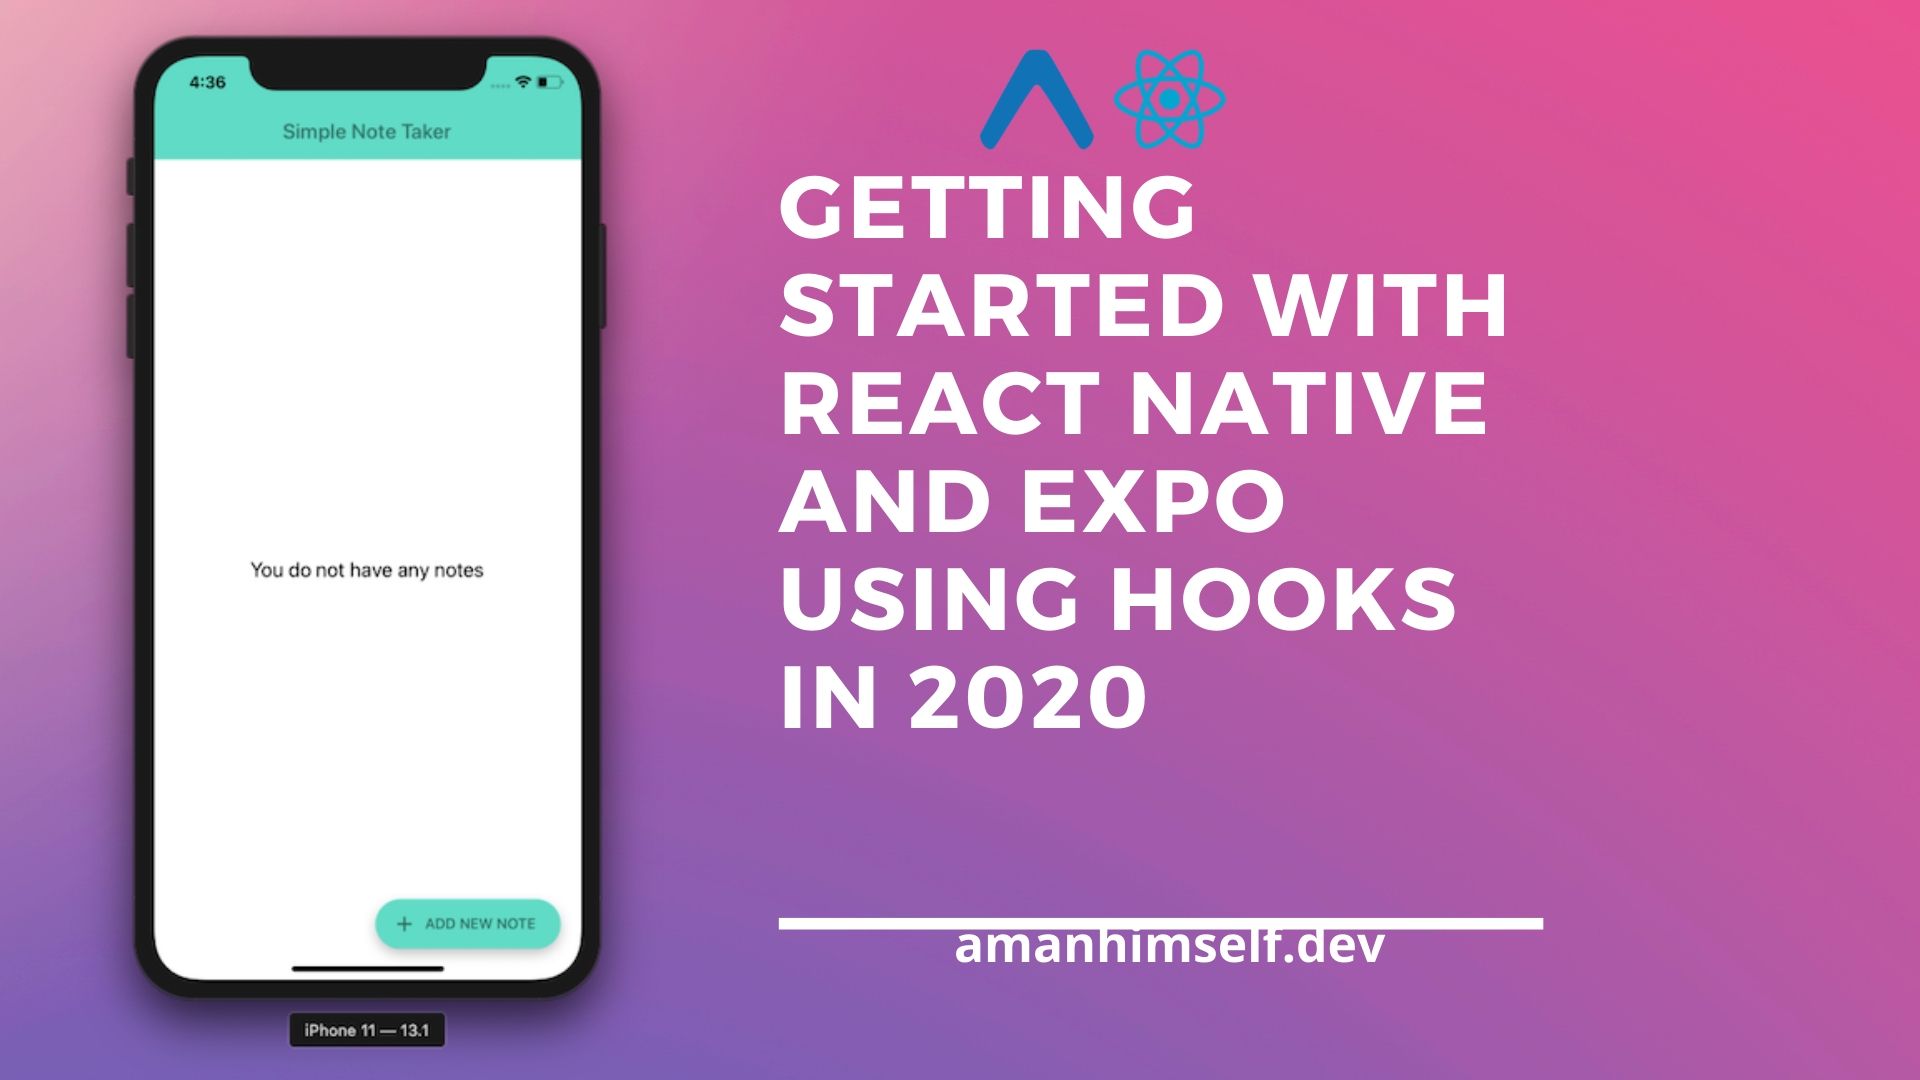 4:36
Simple Note Taker
You do not have any notes
+ ADD NEW NOTE
iPhone 11 — 13.1
GETTING
STARTED WITH
REACT NATIVE
AND EXPO
USING HOOKS
IN 2020
amanhimself.dev